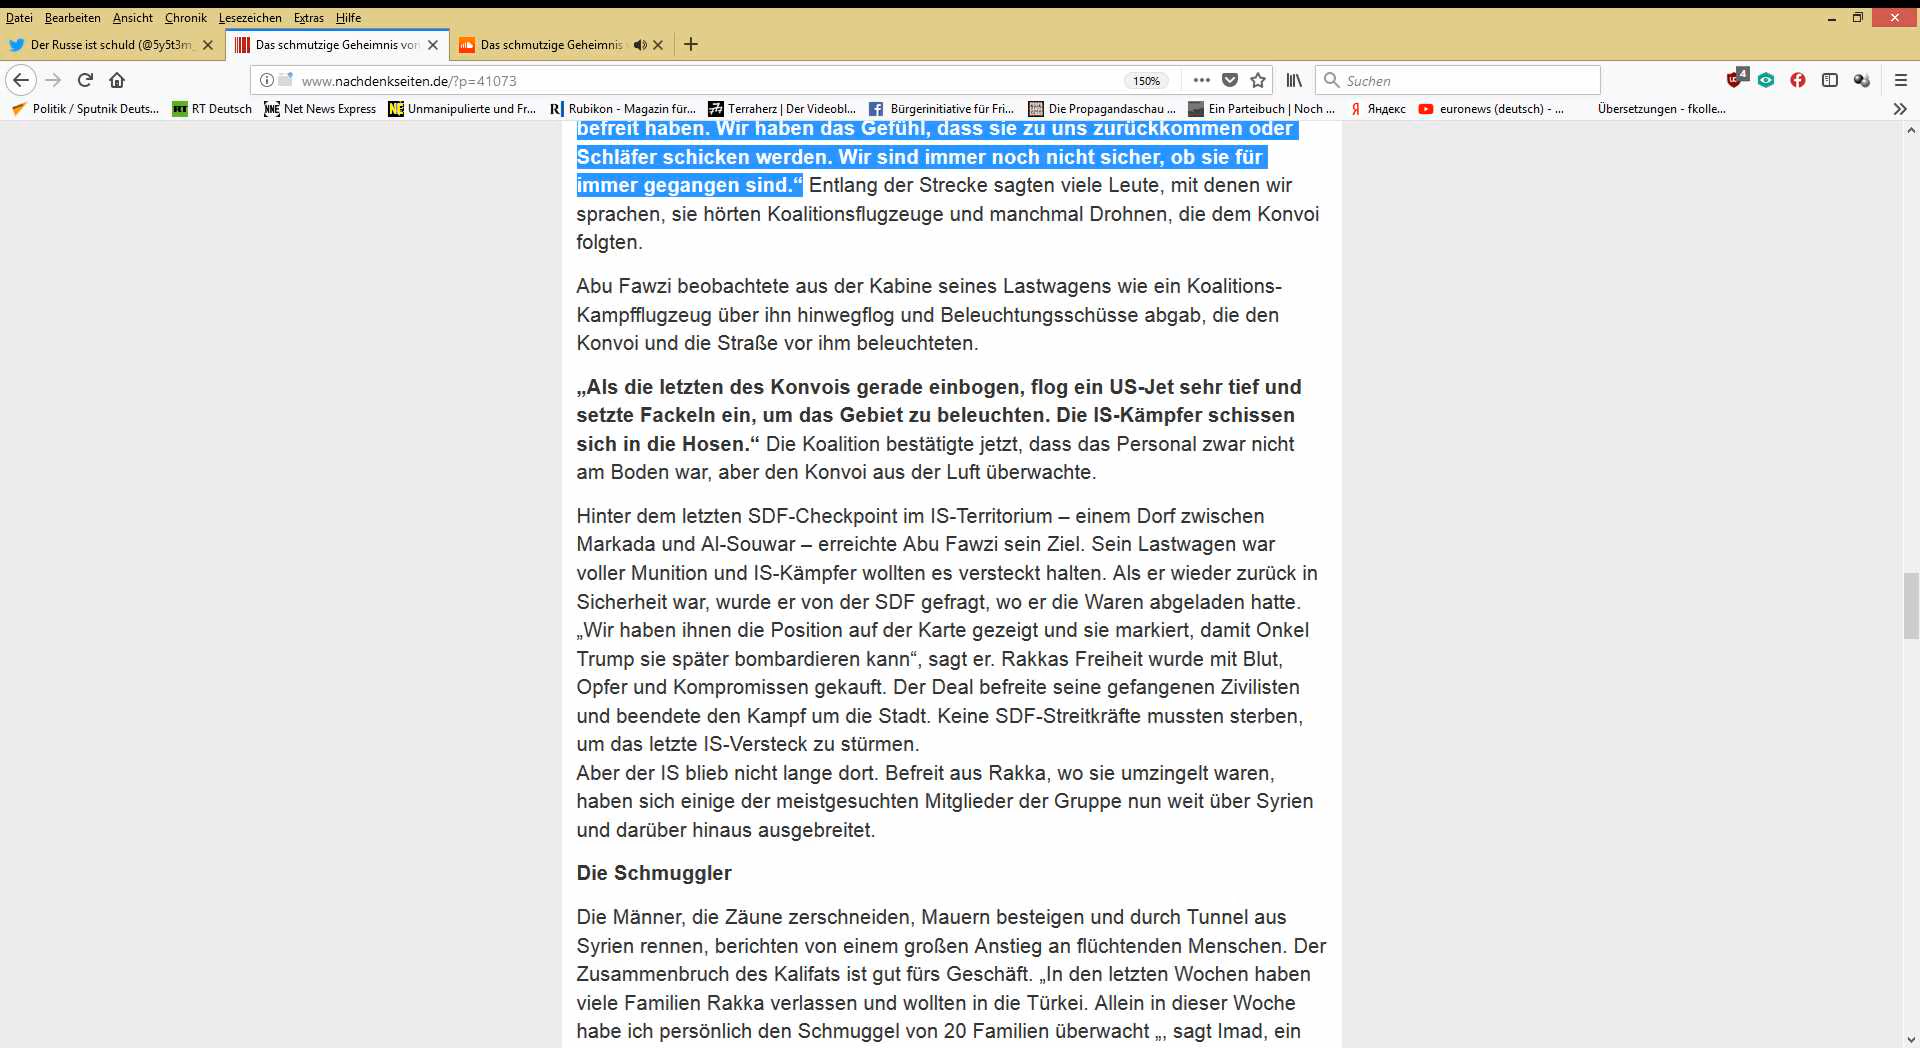 Datei Bearbeiten Ansicht Chronik Lesezeichen Extras Hilfe
Der Russe ist schuld (@5y5t3m
Das schmutzige Geheimnis von
Das schmutzige Geheimnis
www.nachdenkseiten.de/?p=41073
150%
Suchen
4
Politik / Sputnik Deuts...
RT RT Deutsch
NNE Net News Express
Unmanipulierte und Fr...
R| Rubikon - Magazin für...
Terraherz | Der Videobl...
Bürgerinitiative für Fri...
Die Propagandaschau ...
Ein Parteibuch | Noch ...
Я Яндекс
euronews (deutsch) - ...
Übersetzungen - fkolle...
befreit haben. Wir haben das Gefühl, dass sie zu uns zurückkommen oder
Schläfer schicken werden. Wir sind immer noch nicht sicher, ob sie für
immer gegangen sind.“ Entlang der Strecke sagten viele Leute, mit denen wir
sprachen, sie hörten Koalitionsflugzeuge und manchmal Drohnen, die dem Konvoi
folgten.
Abu Fawzi beobachtete aus der Kabine seines Lastwagens wie ein Koalitions-
Kampfflugzeug über ihn hinwegflog und Beleuchtungsschüsse abgab, die den
Konvoi und die Straße vor ihm beleuchteten.
„Als die letzten des Konvois gerade einbogen, flog ein US-Jet sehr tief und
setzte Fackeln ein, um das Gebiet zu beleuchten. Die IS-Kämpfer schissen
sich in die Hosen.“ Die Koalition bestätigte jetzt, dass das Personal zwar nicht
am Boden war, aber den Konvoi aus der Luft überwachte.
Hinter dem letzten SDF-Checkpoint im IS-Territorium – einem Dorf zwischen
Markada und Al-Souwar – erreichte Abu Fawzi sein Ziel. Sein Lastwagen war
voller Munition und IS-Kämpfer wollten es versteckt halten. Als er wieder zurück in
Sicherheit war, wurde er von der SDF gefragt, wo er die Waren abgeladen hatte.
„Wir haben ihnen die Position auf der Karte gezeigt und sie markiert, damit Onkel
Trump sie später bombardieren kann“, sagt er. Rakkas Freiheit wurde mit Blut,
Opfer und Kompromissen gekauft. Der Deal befreite seine gefangenen Zivilisten
und beendete den Kampf um die Stadt. Keine SDF-Streitkräfte mussten sterben,
um das letzte IS-Versteck zu stürmen.
Aber der IS blieb nicht lange dort. Befreit aus Rakka, wo sie umzingelt waren,
haben sich einige der meistgesuchten Mitglieder der Gruppe nun weit über Syrien
und darüber hinaus ausgebreitet.
Die Schmuggler
Die Männer, die Zäune zerschneiden, Mauern besteigen und durch Tunnel aus
Syrien rennen, berichten von einem großen Anstieg an flüchtenden Menschen. Der
Zusammenbruch des Kalifats ist gut fürs Geschäft. „In den letzten Wochen haben
viele Familien Rakka verlassen und wollten in die Türkei. Allein in dieser Woche
habe ich persönlich den Schmuggel von 20 Familien überwacht „, sagt Imad, ein